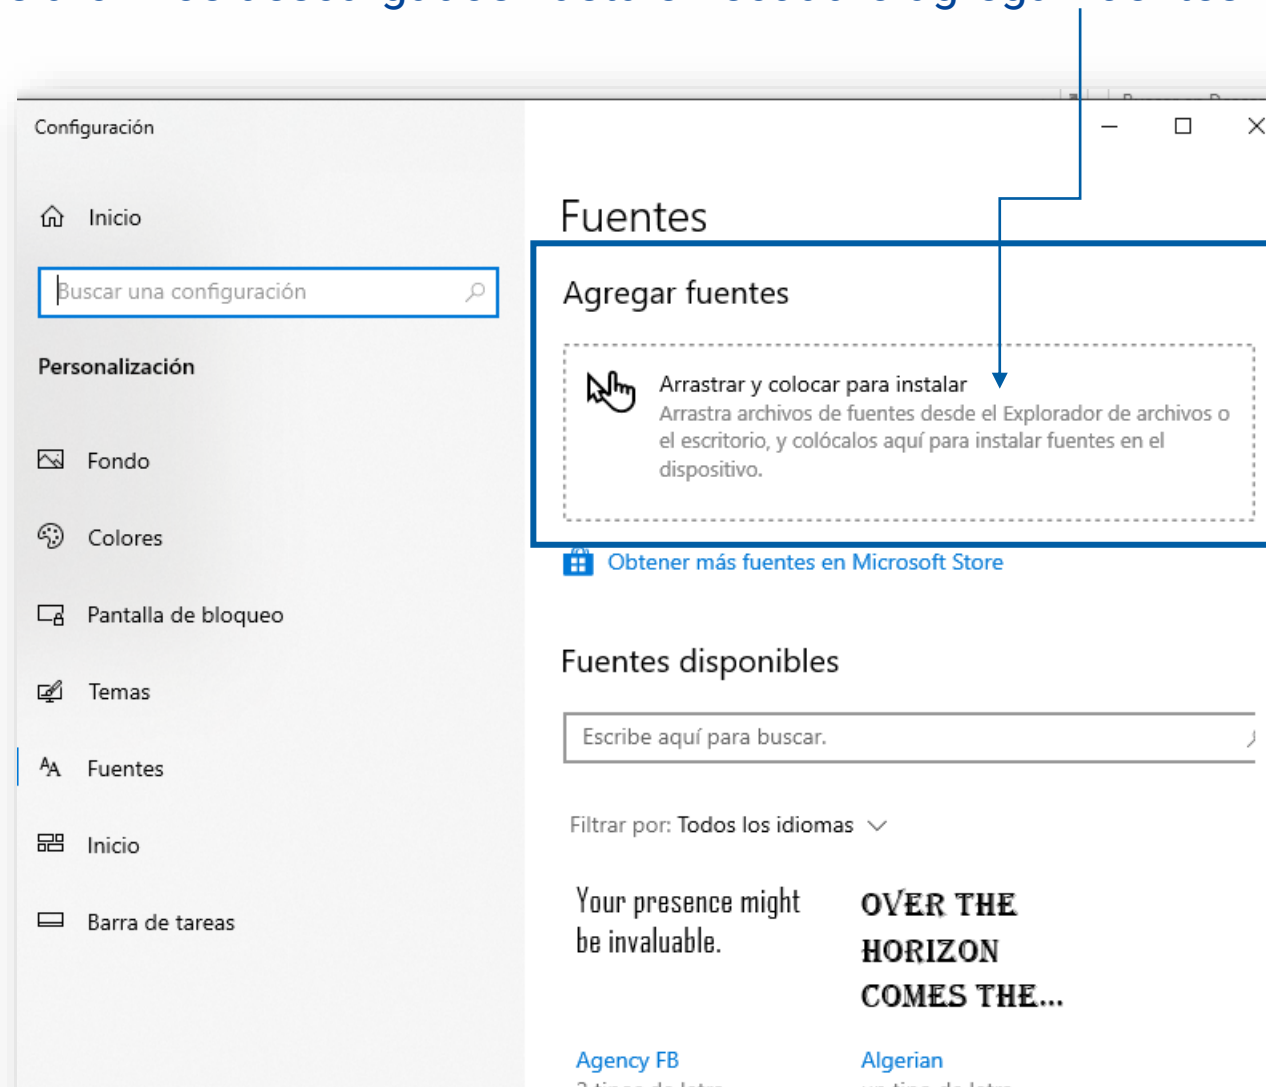 Configuración
Inicio
Buscar una configuración
Personalización
Fondo
Colores
Pantalla de bloqueo
Temas
Fuentes
Inicio
Barra de tareas
Fuentes
Agregar fuentes
Arrastrar y colocar para instalar
Arrastra archivos de fuentes desde el Explorador de archivos o
el escritorio, y colócalos aquí para instalar fuentes en el
dispositivo.
Obtener más fuentes en Microsoft Store
Fuentes disponibles
Escribe aquí para buscar.
Filtrar por: Todos los idiomas
Your presence might
be invaluable.
OVER THE
HORIZON
COMES THE...
Agency FB
Algerian